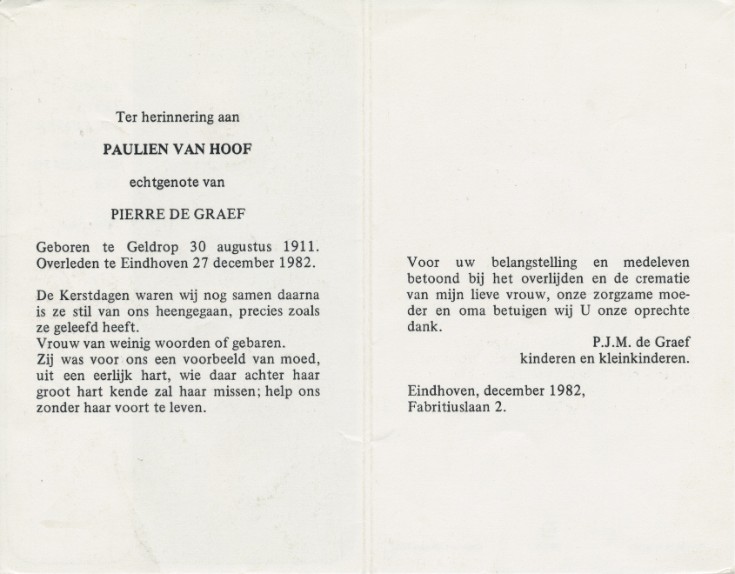 Ter herinnering aan
PAULIEN VAN HOOF
echtgenote van
PIERRE DE GRAEF
Geboren te Geldrop 30 augustus 1911.
Overleden te Eindhoven 27 december 1982.
De Kerstdagen waren wij nog samen daarna
is ze stil van ons heengegaan, precies zoals
ze geleefd heeft.
Vrouw van weinig woorden of gebaren.
Zij was voor ons een voorbeeld van moed,
uit een eerlijk hart, wie daar achter haar
groot hart kende zal haar missen; help ons
zonder haar voort te leven.
Voor uw belangstelling en medeleven
betoond bij het overlijden en de crematie
van mijn lieve vrouw, onze zorgzame moe-
der en oma betuigen wij U onze oprechte
dank.
P.J.M. de Graef
kinderen en kleinkinderen.
Eindhoven, december 1982,
Fabritiuslaan 2.